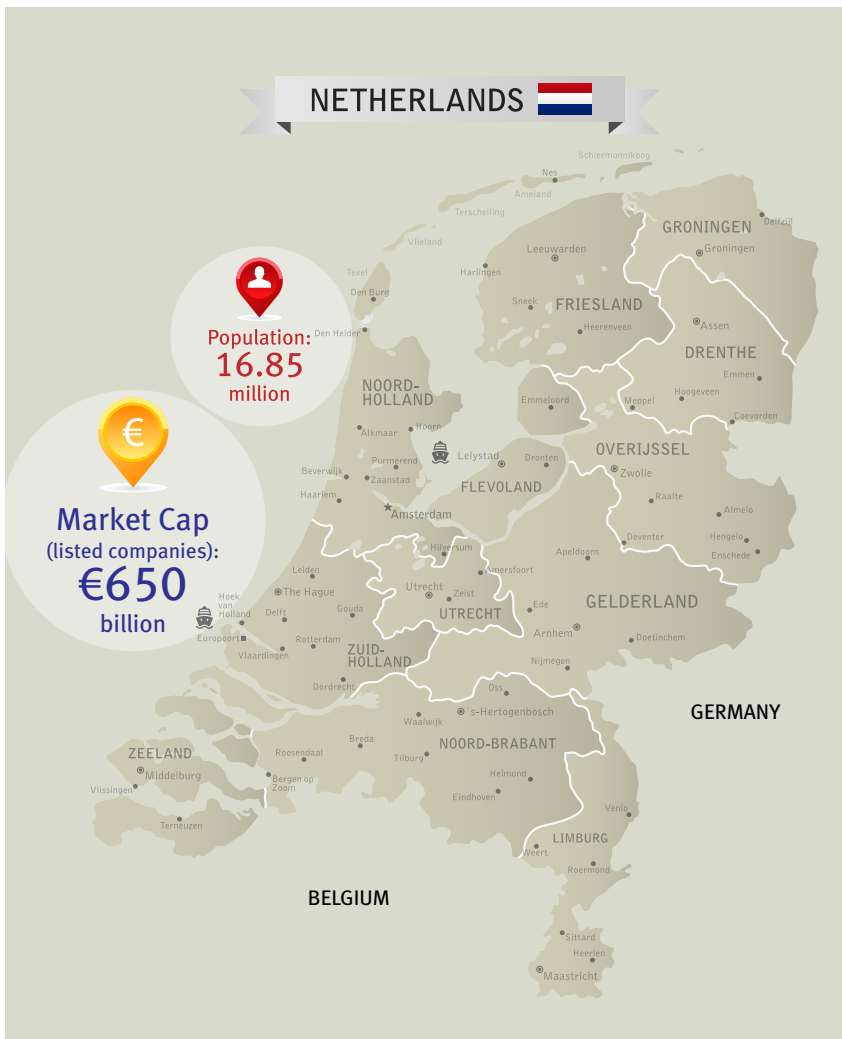 NETHERLANDS
Schiermonnikoog
Nes
Ameland
Terschelling
Vlieland
Texel
Den Burg
Den Helder
GRONINGEN
Delfzijl
Groningen
Leeuwarden
Harlingen
Sneek
FRIESLAND
Heerenveen
Assen
DRENTHE
Emmen
Hoogeveen
Meppel
Coevorden
Emmeloord
Population:
16.85
million
NOORD-
HOLLAND
Hoorn
Alkmaar
Purmerend
Beverwijk
Zaanstad
Haarlem
Amsterdam
Lelystad
Dronten
FLEVOLAND
OVERIJSSEL
Zwolle
Raalte
Almelo
Hengelo
Enschede
Deventer
€
Market Cap
(listed companies):
€650
billion
Hilversum
Amersfoort
Apeldoorn
Utrecht
Zeist
UTRECHT
Ede
GELDERLAND
Arnhem
Doetinchem
Nijmegen
Leiden
The Hague
Hoek
van
Holland
Delft
Gouda
Europoort
Rotterdam
Vlaardingen
ZUID-
HOLLAND
Dordrecht
Oss
's-Hertogenbosch
Waalwijk
GERMANY
NOORD-BRABANT
Breda
Tilburg
Roosendaal
Bergen op
Zoom
Helmond
Eindhoven
ZEELAND
Middelburg
Vlissingen
Terneuzen
Venlo
LIMBURG
Weert
Roermond
BELGIUM
Sittard
Heerlen
Maastricht